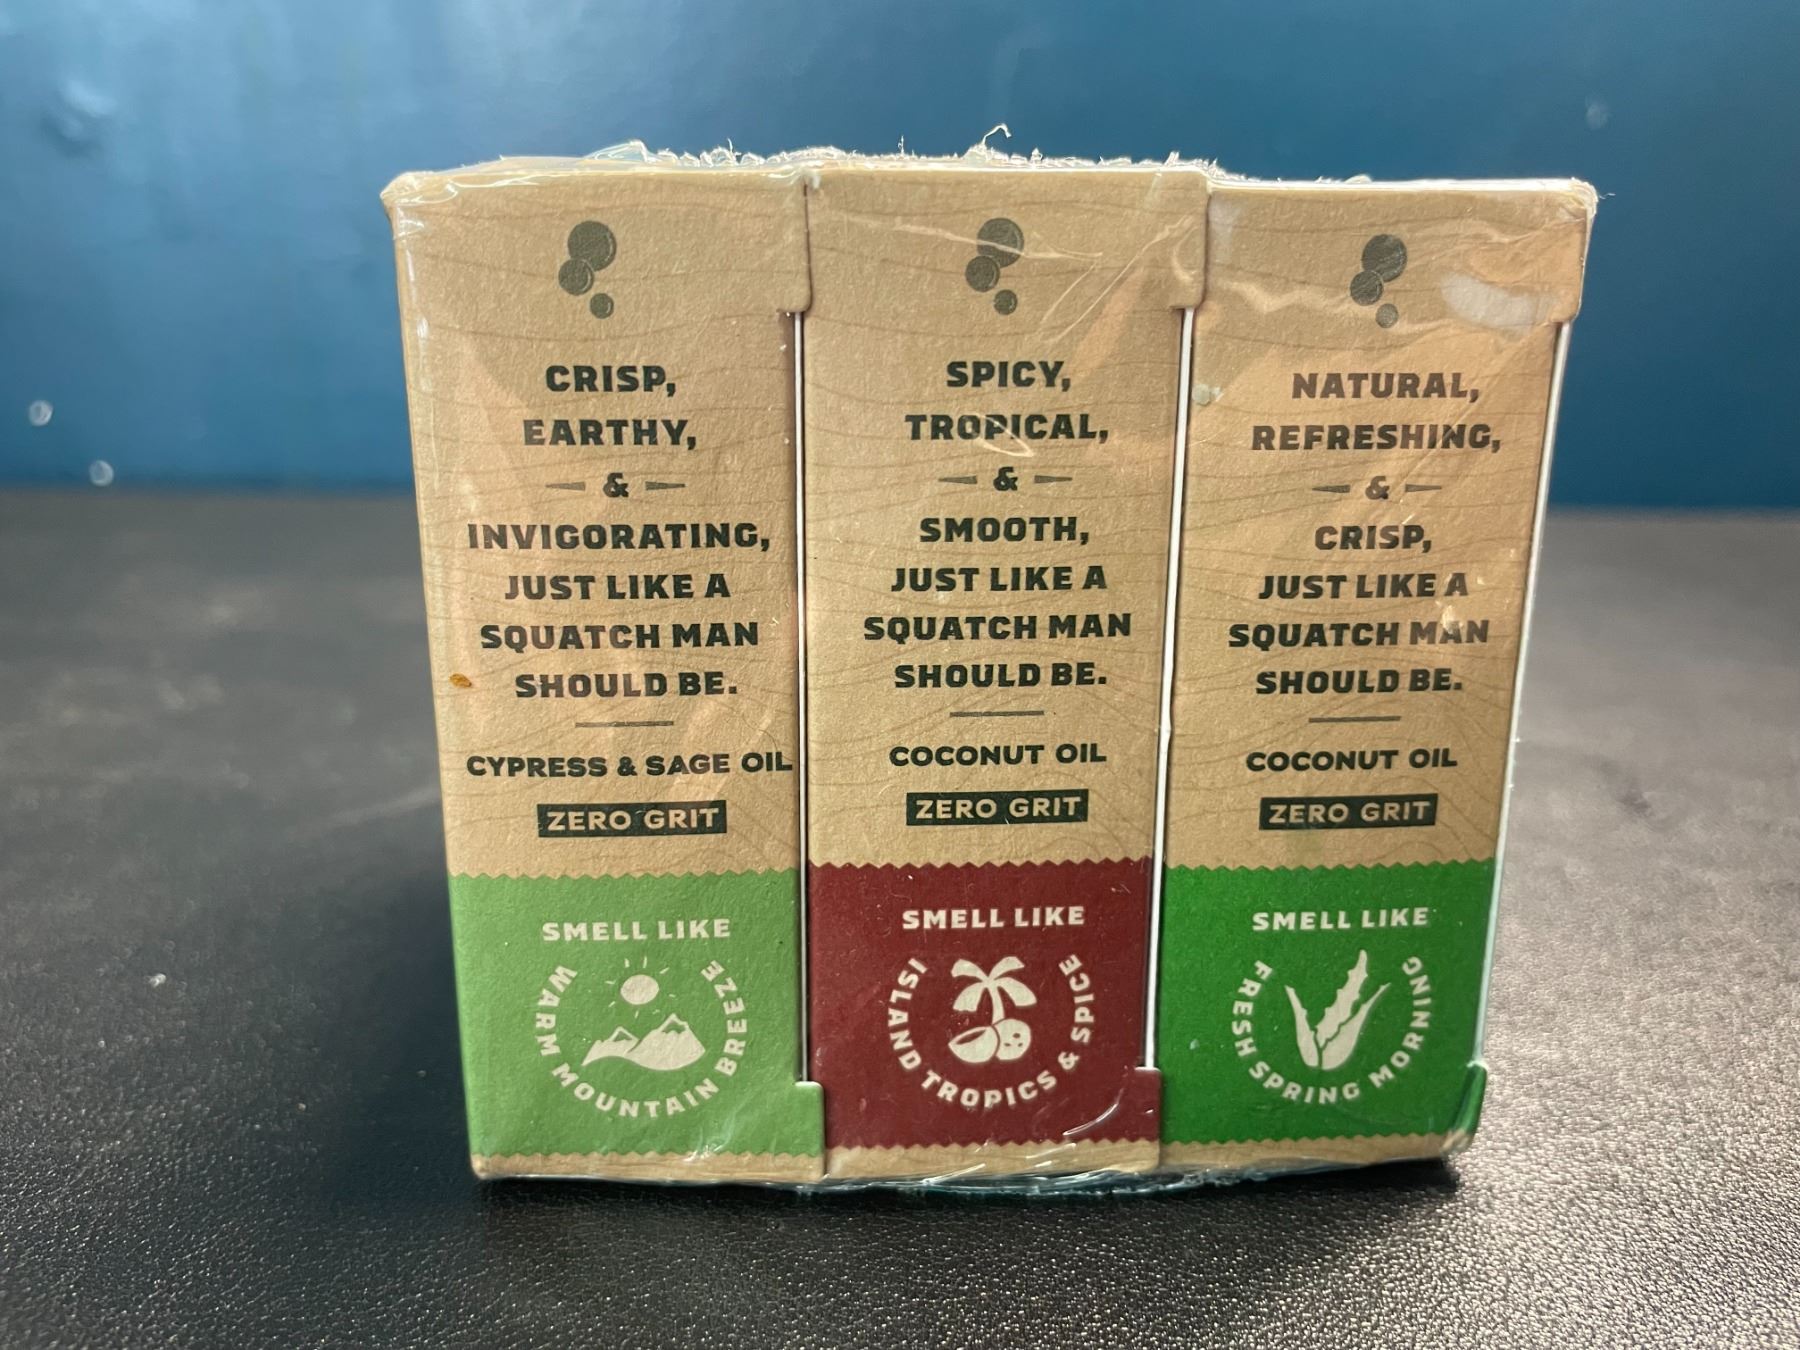 CRISP,
EARTHY,
&
INVIGORATING,
JUST LIKE A
SQUATCH MAN
SHOULD BE.
CYPRESS & SAGE OIL
ZERO GRIT
SMELL LIKE
WARM MOUNTAIN BREEZE
SPICY,
TROPICAL,
&
SMOOTH,
JUST LIKE A
SQUATCH MAN
SHOULD BE.
COCONUT OIL
ZERO GRIT
SMELL LIKE
ISLAND TROPICS & SPICE
NATURAL,
REFRESHING,
&
CRISP,
JUST LIKE A
SQUATCH MAN
SHOULD BE.
COCONUT OIL
ZERO GRIT
SMELL LIKE
FRESH SPRING MORNING